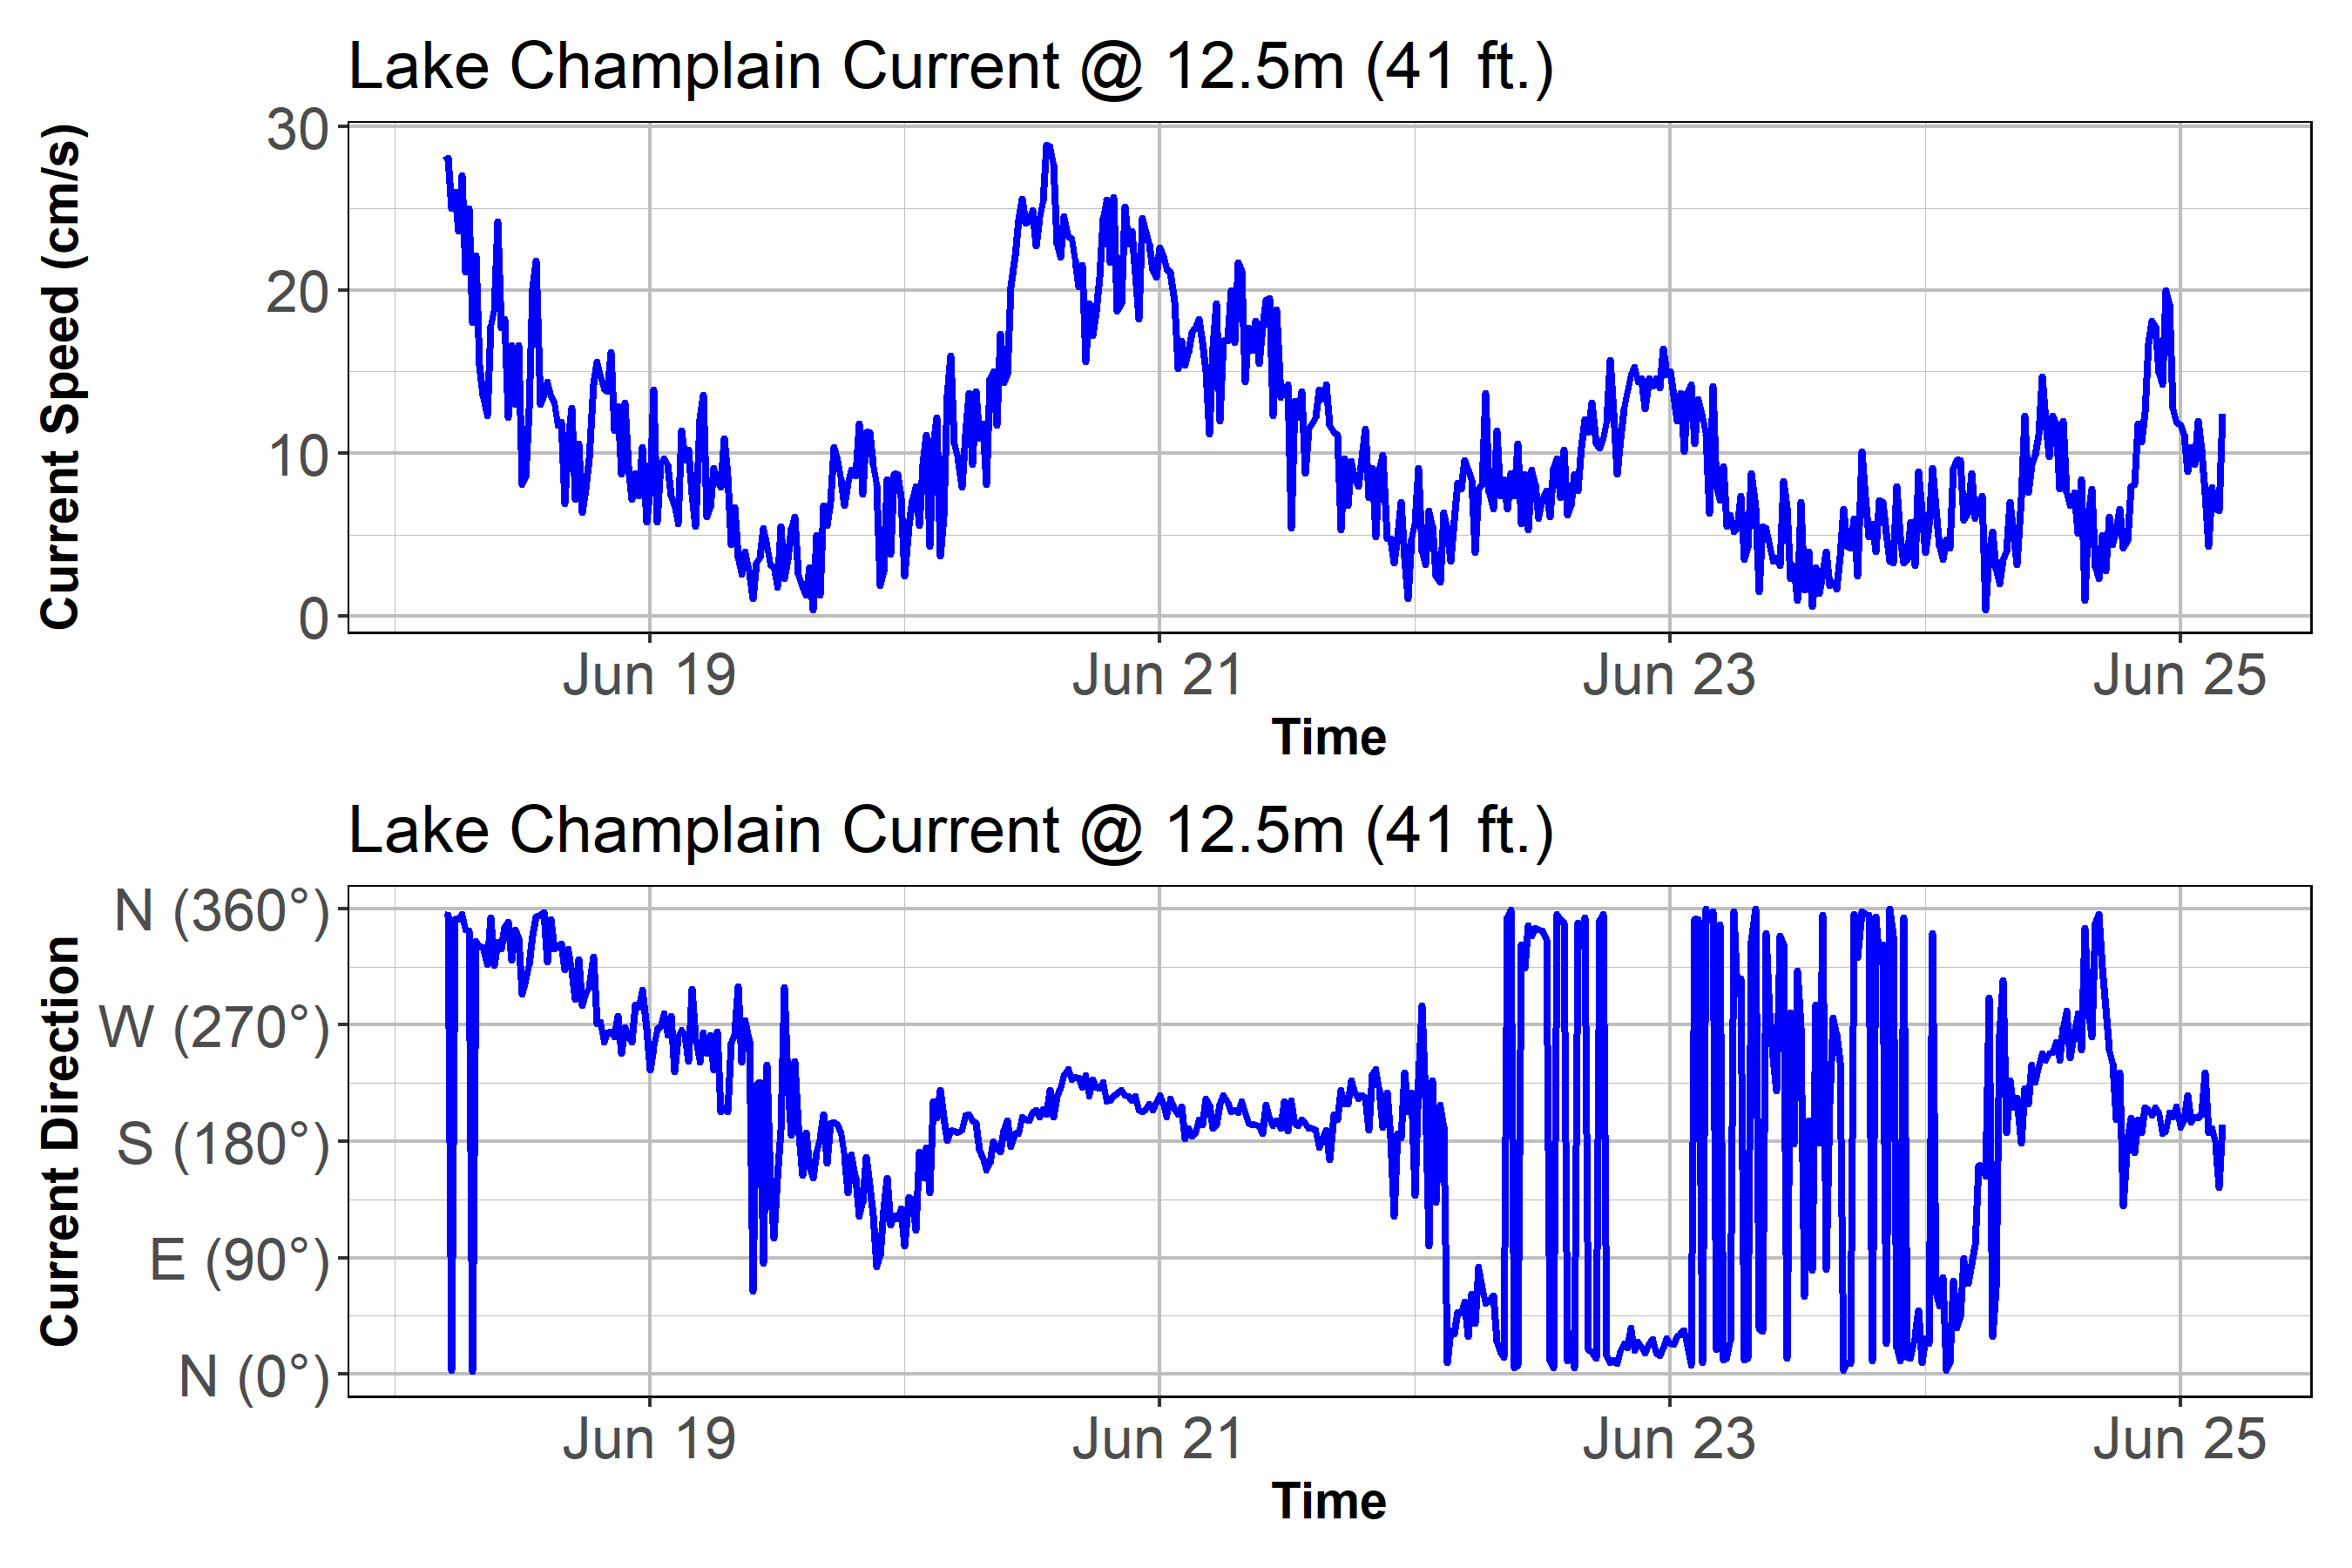 Lake Champlain Current @ 12.5m (41 ft.)
Current Speed (cm/s)
30
20
10
0
Jun 19
Jun 21
Jun 23
Jun 25
Time
Lake Champlain Current @ 12.5m (41 ft.)
Current Direction
N (360°)
W (270°)
S (180°)
E (90°)
N (0°)
Jun 19
Jun 21
Jun 23
Jun 25
Time